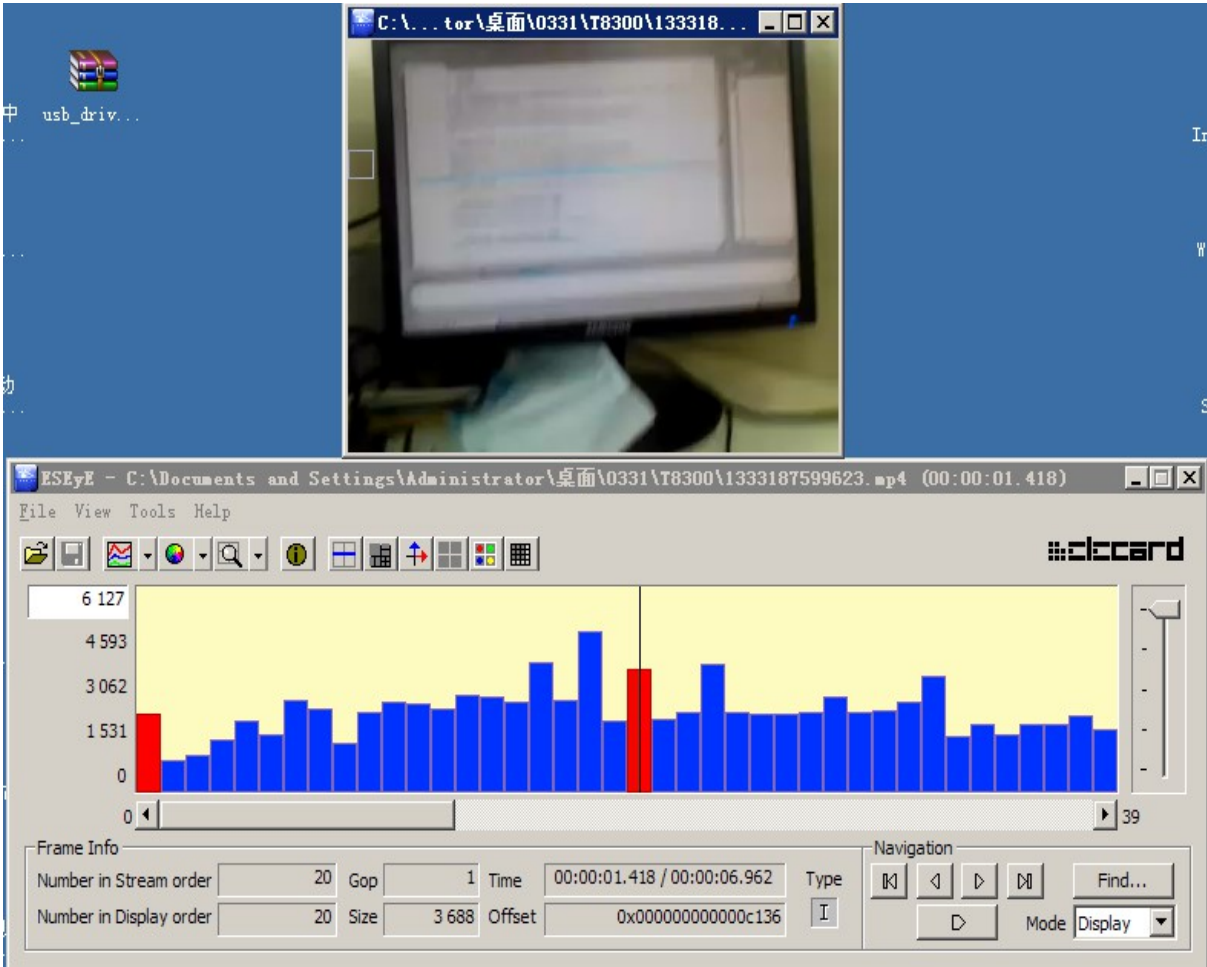 C:\...tor\桌面\0331\T8300\133318...
usb_driv...
中
...
In
...
W
动
...
S
ESEyE - C:\Documents and Settings\Administrator\桌面\0331\T8300\1333187599623.mp4 (00:00:01.418)
File View Tools Help
elecard
6 127
4 593
3 062
1 531
0
0
39
Frame Info
Navigation
Number in Stream order 20 Gop 1 Time 00:00:01.418 / 00:00:06.962 Type
Find...
Number in Display order 20 Size 3 688 Offset 0x000000000000c136 I
Mode Display